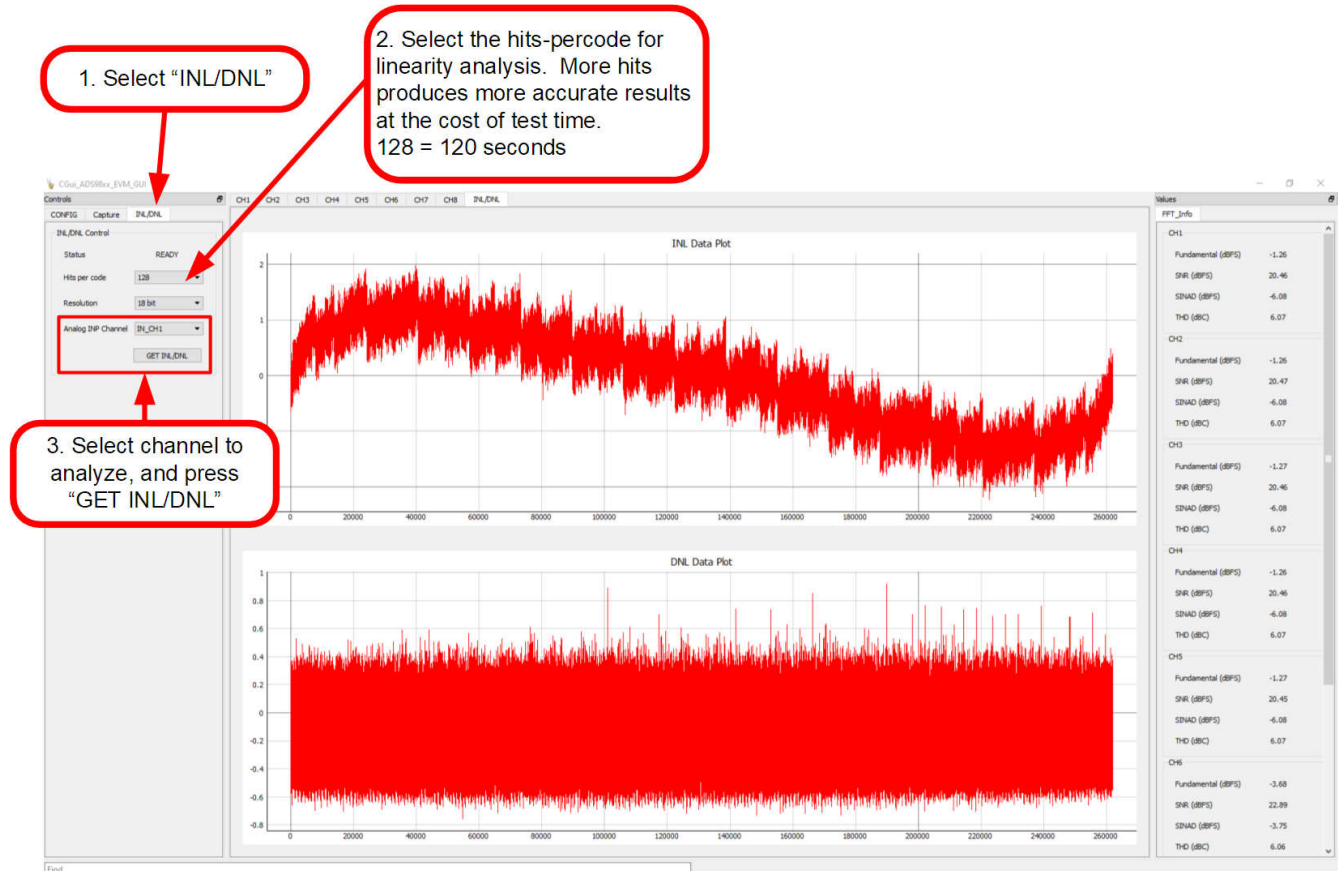 1. Select “INL/DNL”
2. Select the hits-percode for
linearity analysis.  More hits
produces more accurate results
at the cost of test time.
128 = 120 seconds
CGui_ADS98xx_EVM_GUI
Controls
CONFIG Capture INL/DNL
INL/DNL Control
Status READY
Hits per code 128
Resolution 18 bit
Analog INP Channel IN_CH1
GET INL/DNL
3. Select channel to
analyze, and press
“GET INL/DNL”
CH1 CH2 CH3 CH4 CH5 CH6 CH7 CH8 INL/DNL
INL Data Plot
2
1
0
0 20000 40000 60000 80000 100000 120000 140000 160000 180000 200000 220000 240000 260000
DNL Data Plot
1
0.8
0.6
0.4
0.2
0
-0.2
-0.4
-0.6
-0.8
0 20000 40000 60000 80000 100000 120000 140000 160000 180000 200000 220000 240000 260000
Values
FFT_Info
CH1
Fundamental (dBFS) -1.26
SNR (dBFS) 20.46
SINAD (dBFS) -6.08
THD (dBC) 6.07
CH2
Fundamental (dBFS) -1.26
SNR (dBFS) 20.47
SINAD (dBFS) -6.08
THD (dBC) 6.07
CH3
Fundamental (dBFS) -1.27
SNR (dBFS) 20.46
SINAD (dBFS) -6.08
THD (dBC) 6.07
CH4
Fundamental (dBFS) -1.26
SNR (dBFS) 20.46
SINAD (dBFS) -6.08
THD (dBC) 6.07
CH5
Fundamental (dBFS) -1.27
SNR (dBFS) 20.45
SINAD (dBFS) -6.08
THD (dBC) 6.07
CH6
Fundamental (dBFS) -3.68
SNR (dBFS) 22.89
SINAD (dBFS) -3.75
THD (dBC) 6.06
Find